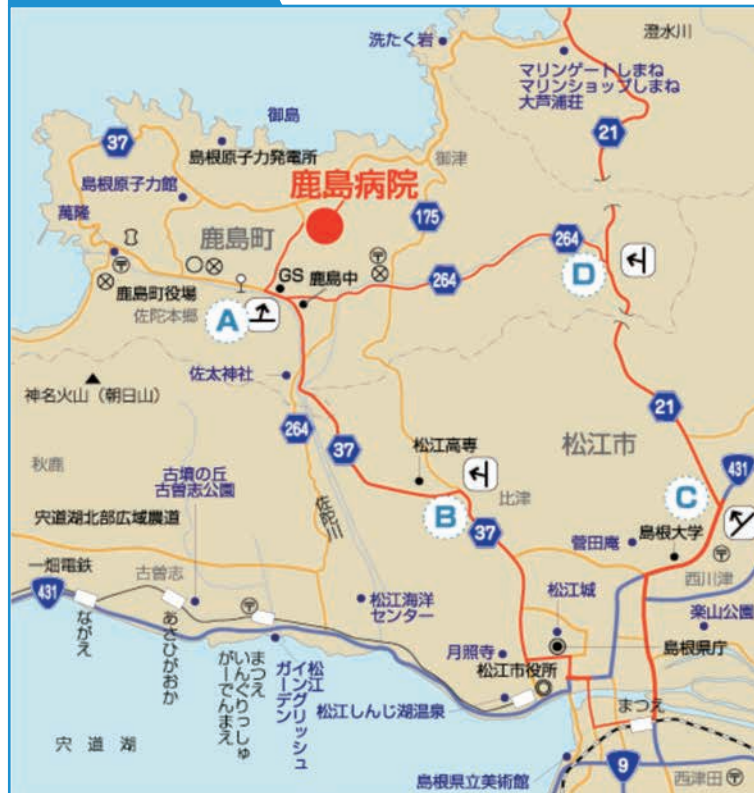 洗たく岩
澄水川
マリンゲートしまね
マリンショップしまね
大芦浦荘
御島
37
島根原子力発電所
21
御津
島根原子力館
鹿島病院
175
萬隆
鹿島町
264
264
D
GS
鹿島中
鹿島町役場
A
佐陀本郷
佐太神社
神名火山（朝日山）
21
264
松江市
37
松江高専
431
秋鹿
古墳の丘
古曽志公園
比津
B
C
佐陀川
37
宍道湖北部広域農道
菅田庵
島根大学
一畑電鉄
古曽志
西川津
431
松江城
松江海洋
センター
楽山公園
ながえ
あさひがおか
まつえ
いんぐりっしゅ
がーでんまえ
松江
イングリッシュ
ガーデン
月照寺
島根県庁
松江市役所
松江しんじ湖温泉
まつえ
宍道湖
9
島根県立美術館
西津田